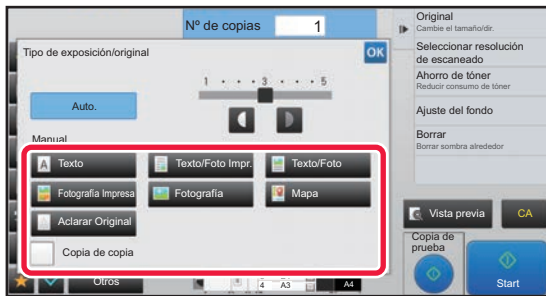 Nº de copias
1
Tipo de exposición/original
OK
1 · · · 3 · · · 5
Auto.
Manual
Texto
Texto/Foto Impr.
Texto/Foto
Fotografía Impresa
Fotografía
Mapa
Aclarar Original
Copia de copia
Otros
4 A3
A4
Original
Cambie el tamaño/dir.
Seleccionar resolución
de escaneado
Ahorro de tóner
Reducir consumo de tóner
Ajuste del fondo
Borrar
Borrar sombra alrededor
Vista previa
CA
Copia de
prueba
Start